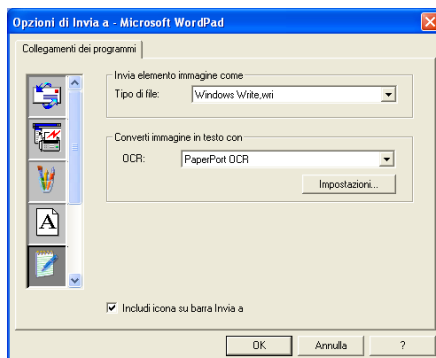 Opzioni di Invia a - Microsoft WordPad
Collegamenti dei programmi
Invia elemento immagine come
Tipo di file: Windows Write,wri
Converti immagine in testo con
OCR: PaperPort OCR
Impostazioni...
A
Includi icona su barra Invia a
OK Annulla ?